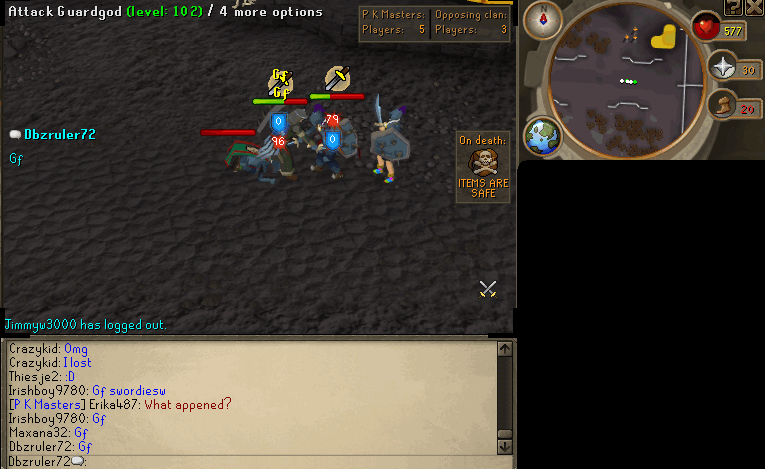 Attack Guardgod (level: 102) / 4 more options
P K Masters: Opposing clan:
Players: 5 Players: 3
577
30
20
N
Gf
Gf
0
79
96
0
Dbzruler72
Gf
On death:
ITEMS ARE
SAFE
Jimmyw3000 has logged out.
Crazykid: Omg
Crazykid: I lost
Thiesje2: :D
Irishboy9780: Gf swordiesw
[P K Masters] Erika487: What appened?
Irishboy9780: Gf
Maxana32: Gf
Dbzruler72: Gf
Dbzruler72: